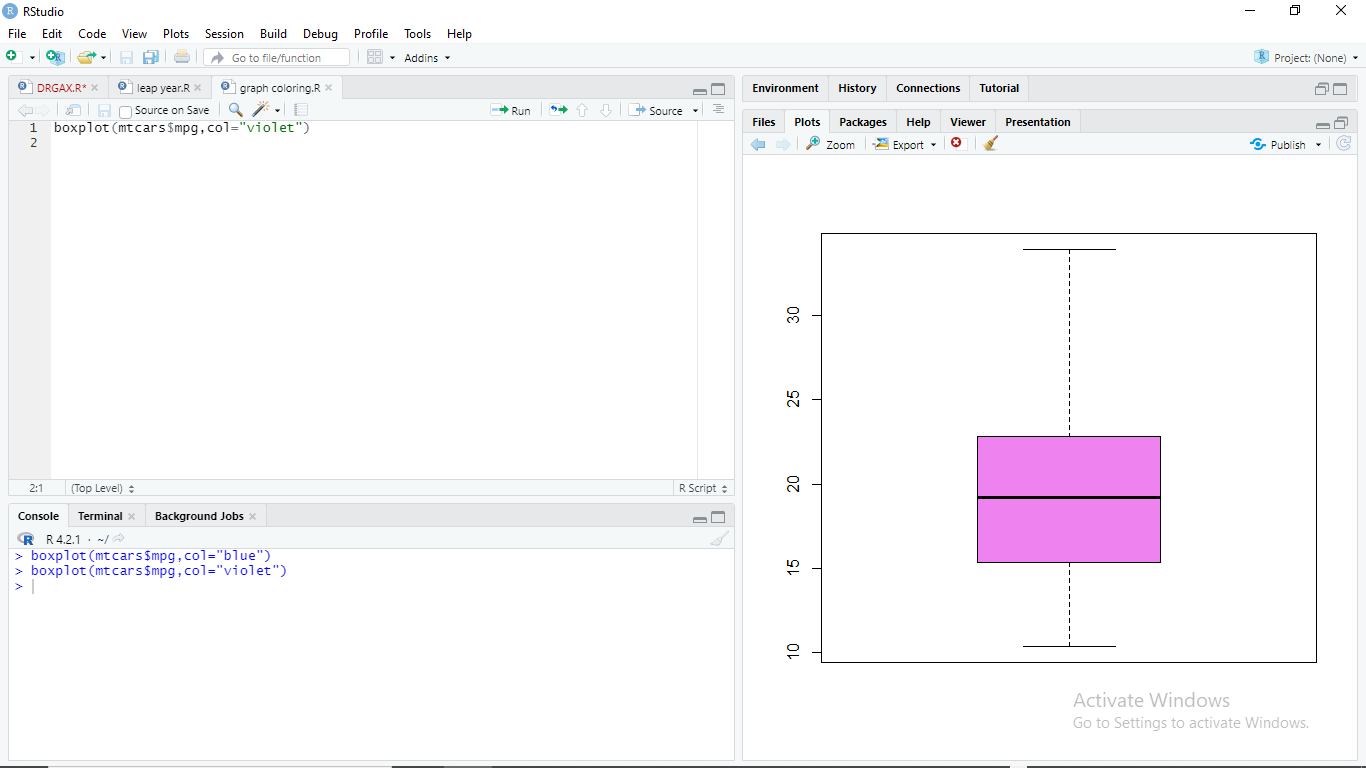 RStudio
File Edit Code View Plots Session Build Debug Profile Tools Help
Go to file/function Addins Project: (None)
DRGAX.R* leap year.R graph coloring.R
Source on Save Run Source
1 boxplot(mtcars$mpg,col="violet")
2
2:1 (Top Level) R Script
Console Terminal Background Jobs
R 4.2.1 · ~/
> boxplot(mtcars$mpg,col="blue")
> boxplot(mtcars$mpg,col="violet")
>
Environment History Connections Tutorial
Files Plots Packages Help Viewer Presentation
Zoom Export Publish
30
25
20
15
10
Activate Windows
Go to Settings to activate Windows.